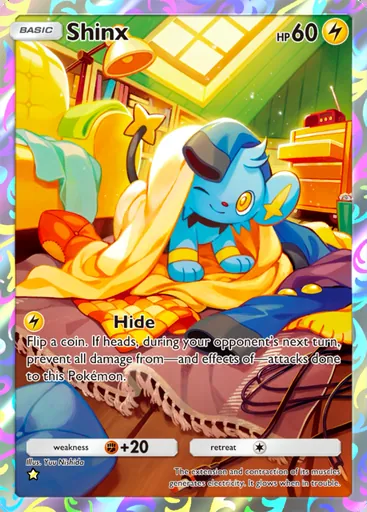 BASIC Shinx HP 60
Hide
Flip a coin. If heads, during your opponent's next turn,
prevent all damage from—and effects of—attacks done
to this Pokémon.
weakness +20 retreat
Illus. Yuu Nishida
The extension and contraction of its muscles
generates electricity. It glows when in trouble.